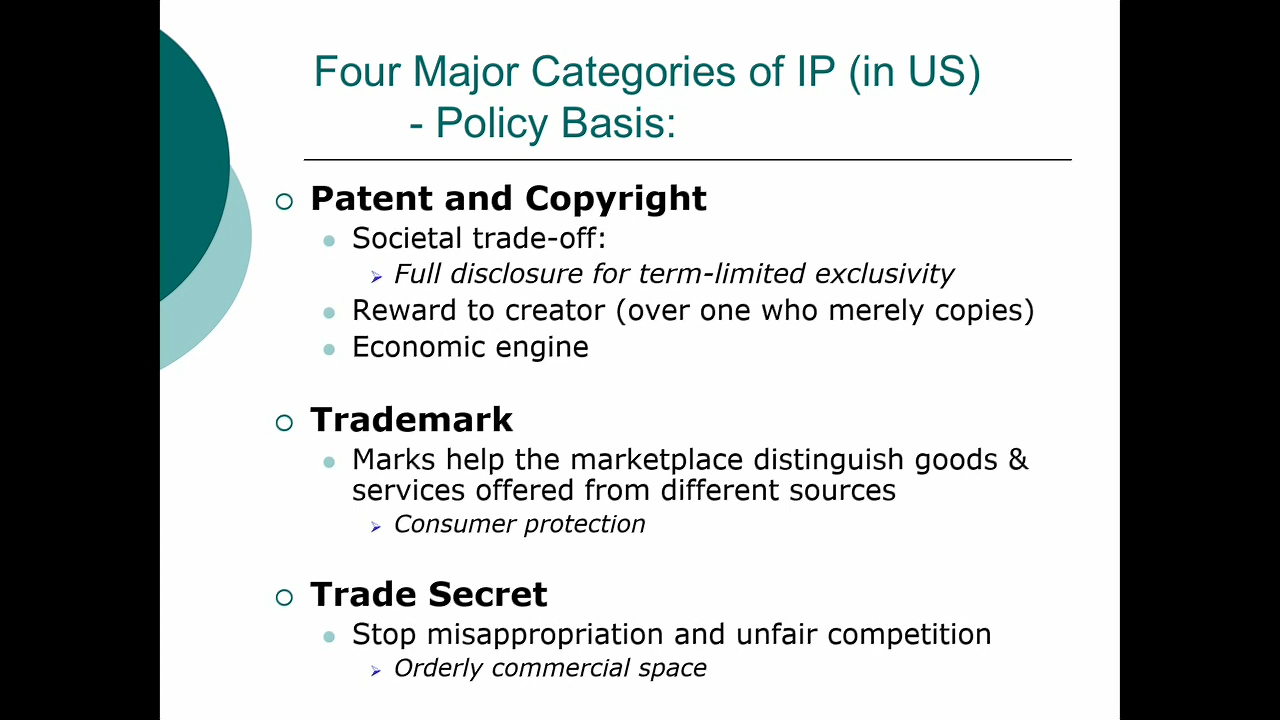 Four Major Categories of IP (in US)
- Policy Basis:
Patent and Copyright
Societal trade-off:
Full disclosure for term-limited exclusivity
Reward to creator (over one who merely copies)
Economic engine
Trademark
Marks help the marketplace distinguish goods &
services offered from different sources
Consumer protection
Trade Secret
Stop misappropriation and unfair competition
Orderly commercial space